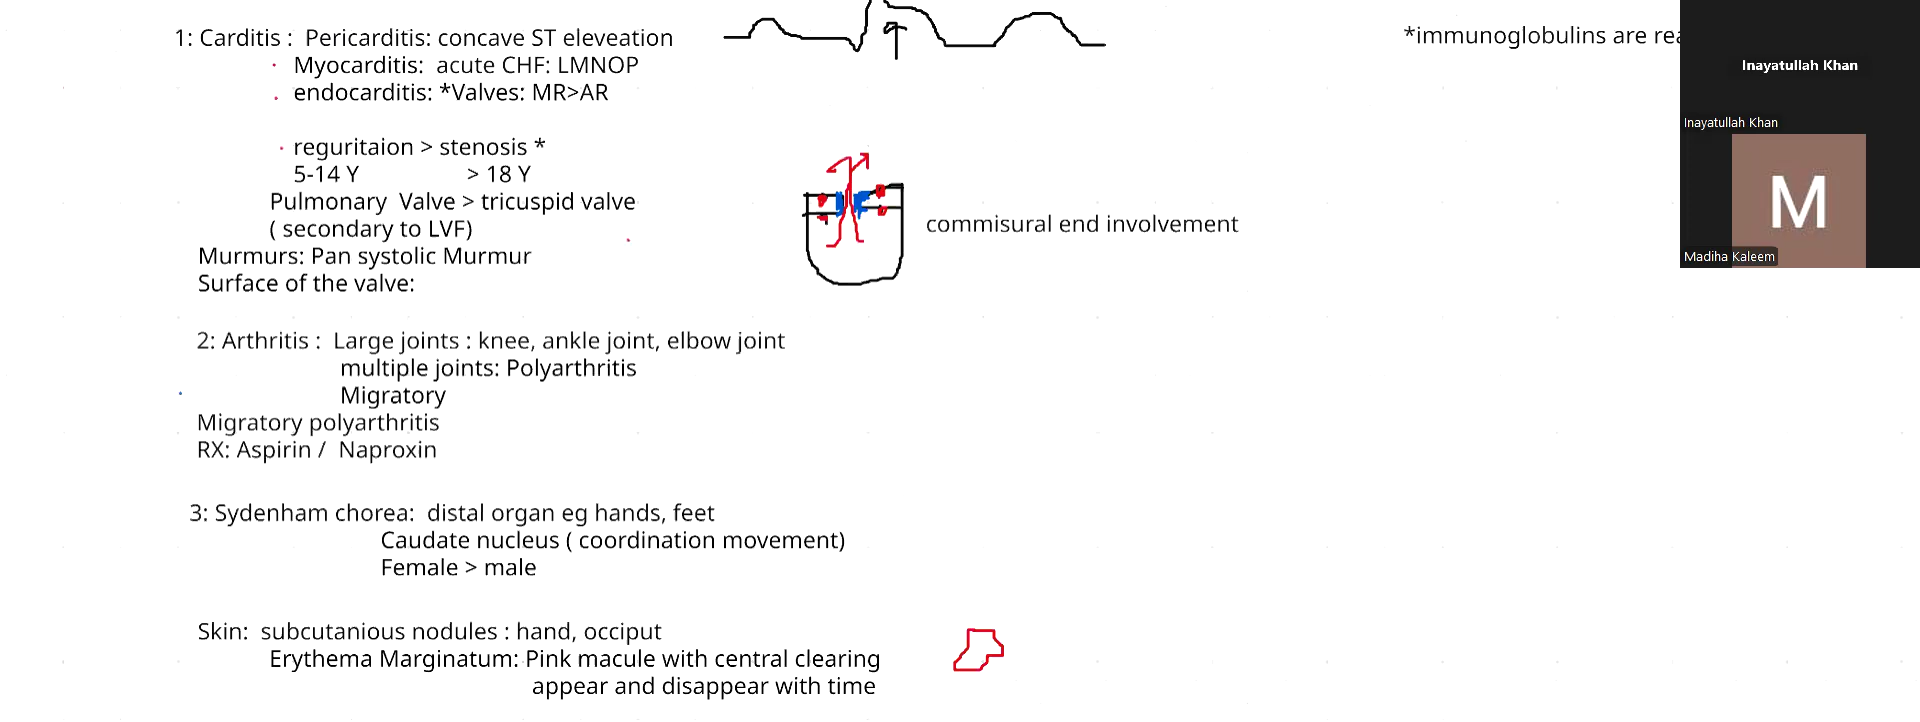 1: Carditis :  Pericarditis: concave ST eleveation
Myocarditis:  acute CHF: LMNOP
endocarditis: *Valves: MR>AR
reguritaion > stenosis *
5-14 Y > 18 Y
Pulmonary  Valve > tricuspid valve
( secondary to LVF)
Murmurs: Pan systolic Murmur
Surface of the valve:
commisural end involvement
*immunoglobulins are
Inayatullah Khan
Inayatullah Khan
M
Madiha Kaleem
2: Arthritis :  Large joints : knee, ankle joint, elbow joint
multiple joints: Polyarthritis
Migratory
Migratory polyarthritis
RX: Aspirin /  Naproxin
3: Sydenham chorea:  distal organ eg hands, feet
Caudate nucleus ( coordination movement)
Female > male
Skin:  subcutanious nodules : hand, occiput
Erythema Marginatum: Pink macule with central clearing
appear and disappear with time